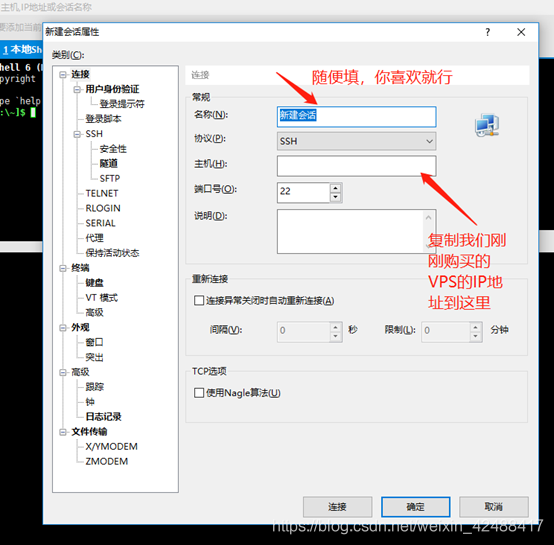 主机,IP地址或会话名称
要添加当前
1 本地Sh
hell 6 (
pyright
pe `help
:\~]$
新建会话属性
?
类别(C):
连接
用户身份验证
登录提示符
登录脚本
SSH
安全性
隧道
SFTP
TELNET
RLOGIN
SERIAL
代理
保持活动状态
终端
键盘
VT 模式
高级
外观
窗口
突出
高级
跟踪
钟
日志记录
文件传输
X/YMODEM
ZMODEM
连接
随便填，你喜欢就行
常规
名称(N):
新建会话
协议(P):
SSH
主机(H):
端口号(O):
22
说明(D):
复制我们刚
刚购买的
VPS的IP地
址到这里
重新连接
连接异常关闭时自动重新连接(A)
间隔(V): 0 秒 限制(L): 0 分钟
TCP选项
使用Nagle算法(U)
连接 确定 取消
https://blog.csdn.net/weixin_42488417